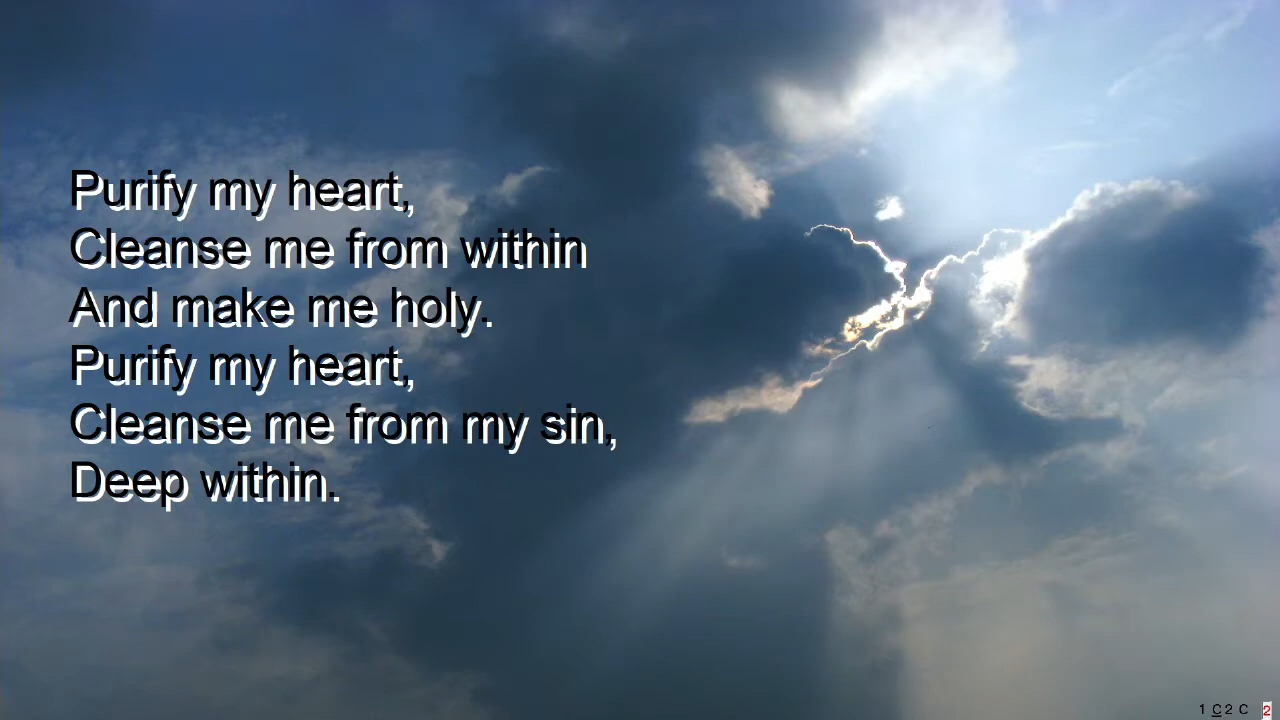 Purify my heart,
Cleanse me from within
And make me holy.
Purify my heart,
Cleanse me from my sin,
Deep within.
1 C 2 C 2